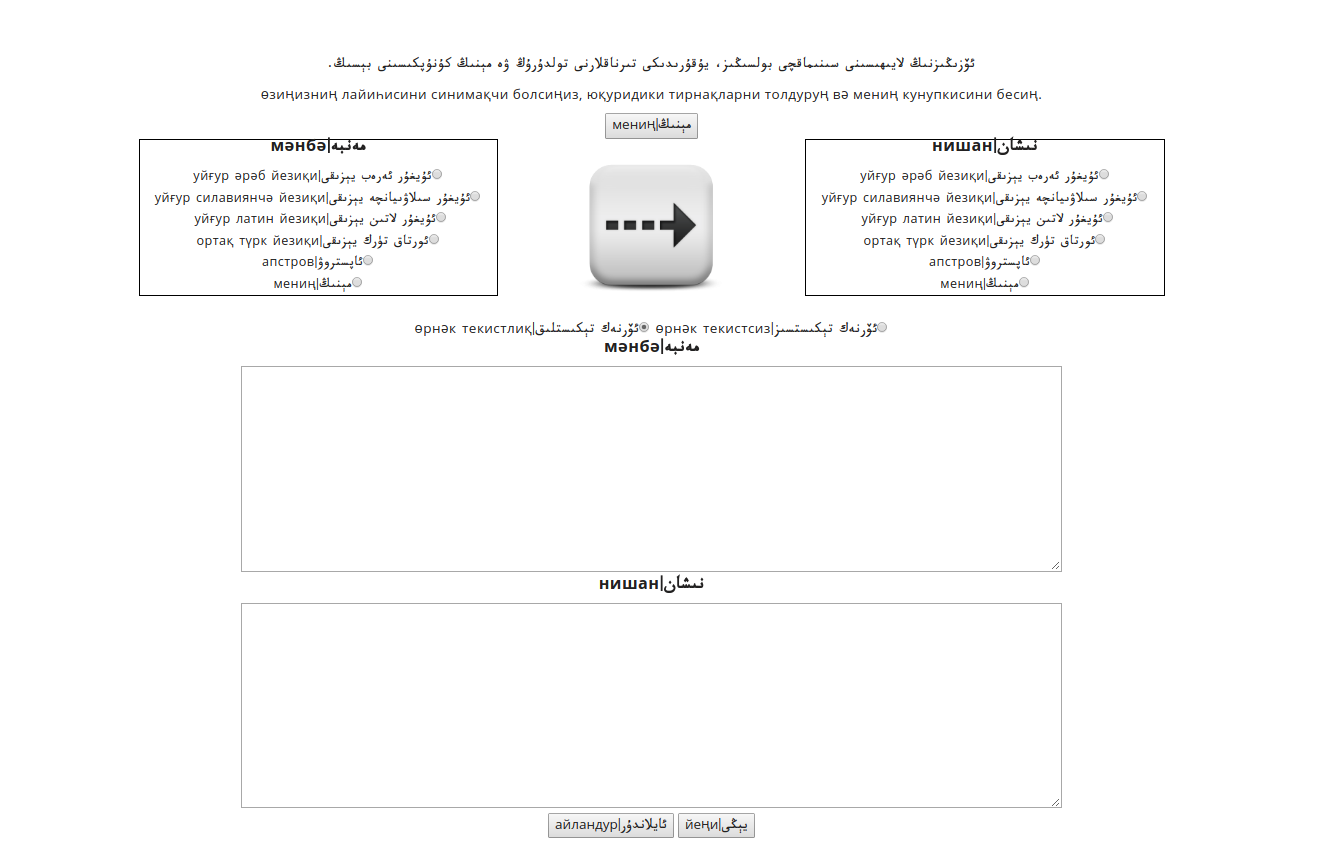 ئۆزىڭىزنىڭ لايىھىسىنى سىنىماقچى بولسىڭىز، يۇقۇرىدىكى تىرناقلارنى تولدۇرۇڭ ۋە مېنىڭ كۇنۇپكىسىنى بېسىڭ.
өзиңизниң лайиһисини синимақчи болсиңиз, юқуридики тирнақларни толдуруң вә мениң кунупкисини бесиң.
мениң|مېنىڭ
мәнбә|مەنبە
уйғур әрәб йезиқи|ئۇيغۇر ئەرەب يېزىقى
уйғур силавиянчә йезиқи|ئۇيغۇر سىلاۋىيانچە يېزىقى
уйғур латин йезиқи|ئۇيغۇر لاتىن يېزىقى
ортақ түрк йезиқи|ئورتاق تۈرك يېزىقى
апстров|ئاپستروۋ
мениң|مېنىڭ
нишан|نىشان
уйғур әрәб йезиқи|ئۇيغۇر ئەرەب يېزىقى
уйғур силавиянчә йезиқи|ئۇيغۇر سىلاۋىيانچە يېزىقى
уйғур латин йезиқи|ئۇيغۇر لاتىن يېزىقى
ортақ түрк йезиқи|ئورتاق تۈرك يېزىقى
апстров|ئاپستروۋ
мениң|مېنىڭ
өрнәк текистлиқ|ئۆرنەك تېكىستلىق өрнәк текистсиз|ئۆرنەك تېكىستسىز
мәнбә|مەنبە
нишан|نىشان
айландур|ئايلاندۇر йеңи|يېڭى